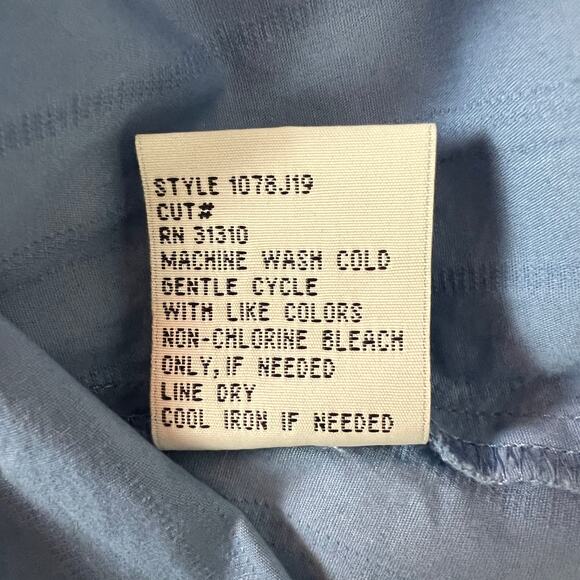 STYLE 1078J19
CUT#
RN 31310
MACHINE WASH COLD
GENTLE CYCLE
WITH LIKE COLORS
NON-CHLORINE BLEACH
ONLY, IF NEEDED
LINE DRY
COOL IRON IF NEEDED